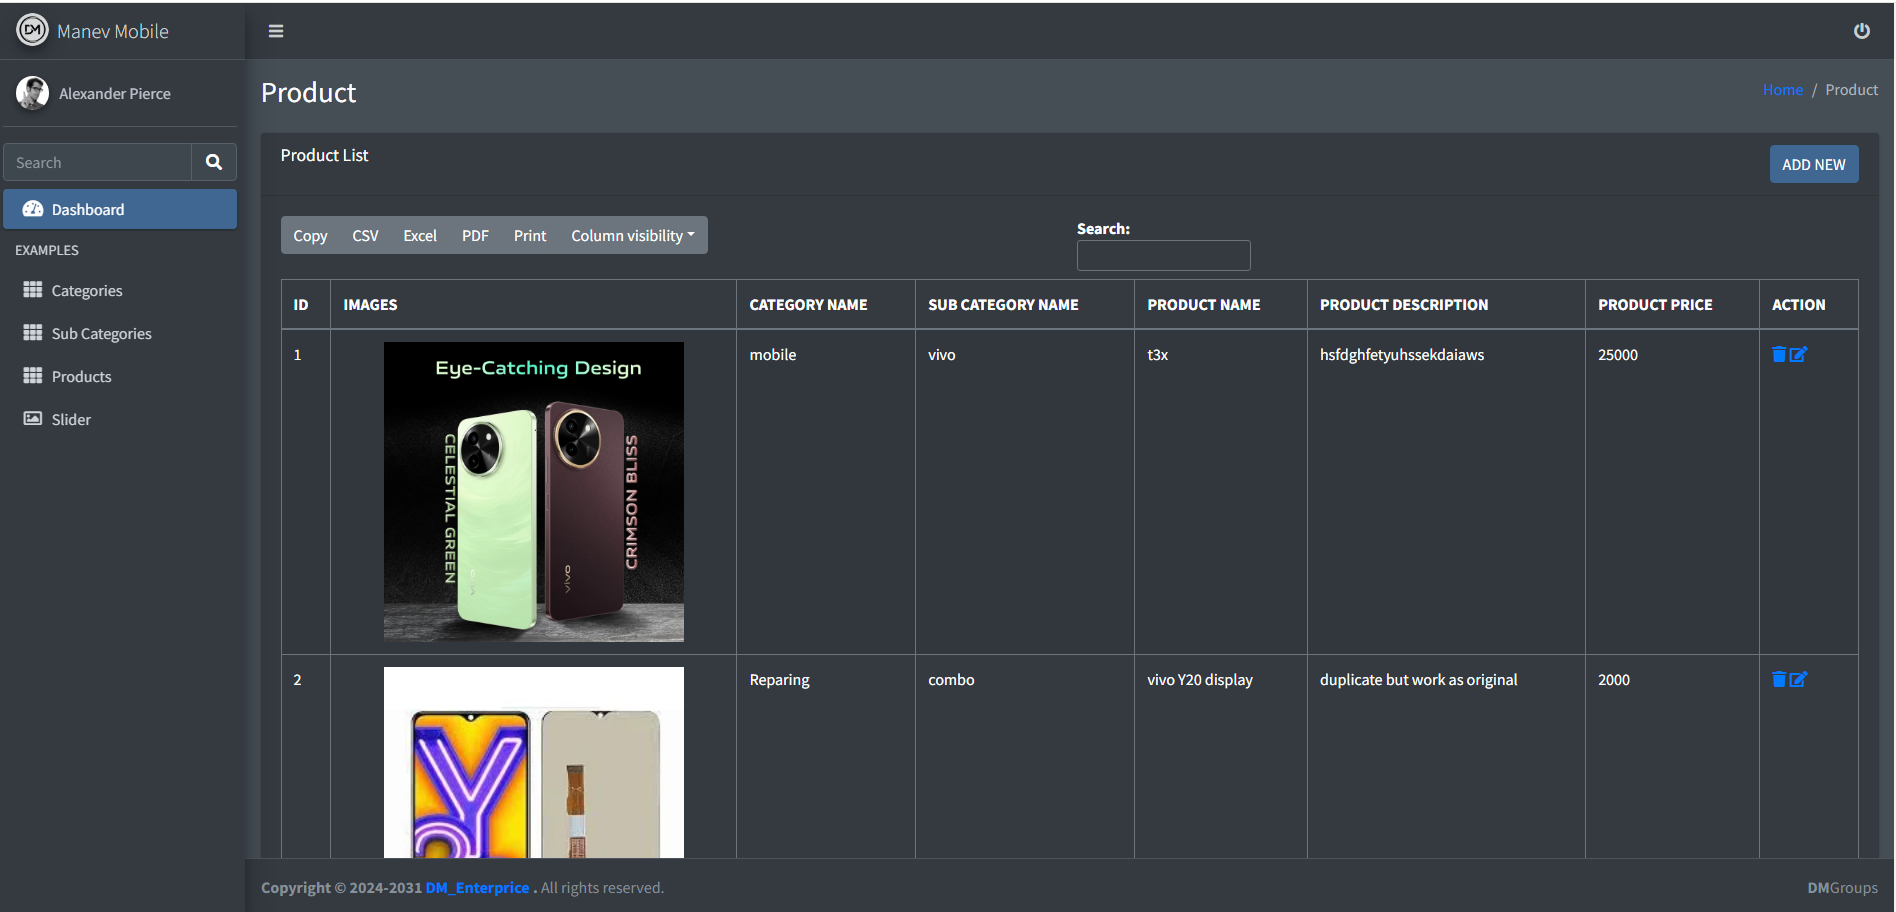 DM Manev Mobile
Alexander Pierce
Product
Home / Product
Search
Product List
ADD NEW
Dashboard
Copy CSV Excel PDF Print Column visibility
Search:
EXAMPLES
Categories
Sub Categories
Products
Slider
ID IMAGES CATEGORY NAME SUB CATEGORY NAME PRODUCT NAME PRODUCT DESCRIPTION PRODUCT PRICE ACTION
1 mobile vivo t3x hsfdghfetyuhssekdaiaws 25000
Eye-Catching Design
CELESTIAL GREEN
CRIMSON BLISS
vivo
vivo
2 Reparing combo vivo Y20 display duplicate but work as original 2000
Y
Copyright © 2024-2031 DM_Enterprice . All rights reserved.
DMGroups